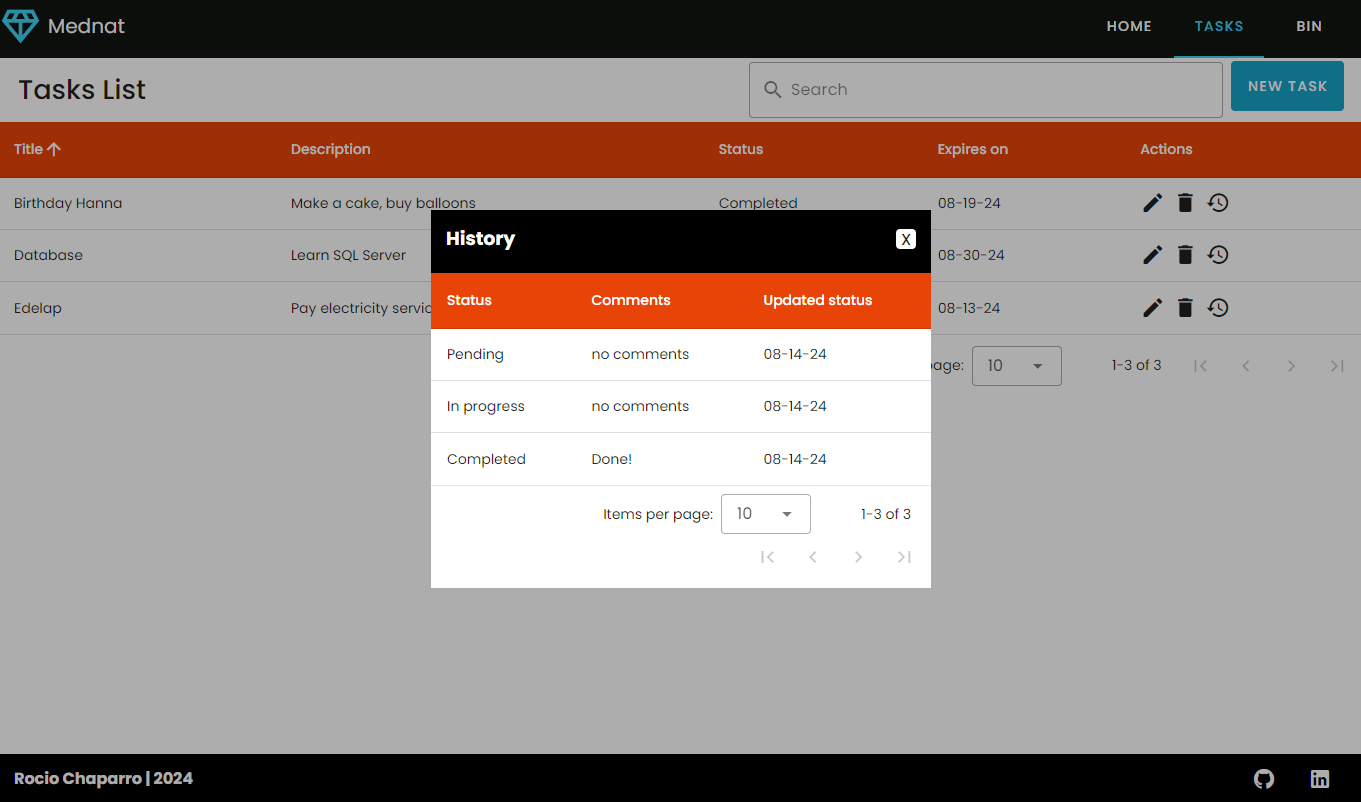 Mednat
HOME TASKS BIN
Tasks List
Search
NEW TASK
Title Description Status Expires on Actions
Birthday Hanna Make a cake, buy balloons Completed 08-19-24
Database Learn SQL Server 08-30-24
Edelap Pay electricity 08-13-24
page: 10 1-3 of 3
History X
Status Comments Updated status
Pending no comments 08-14-24
In progress no comments 08-14-24
Completed Done! 08-14-24
Items per page: 10 1-3 of 3
Rocio Chaparro | 2024
in